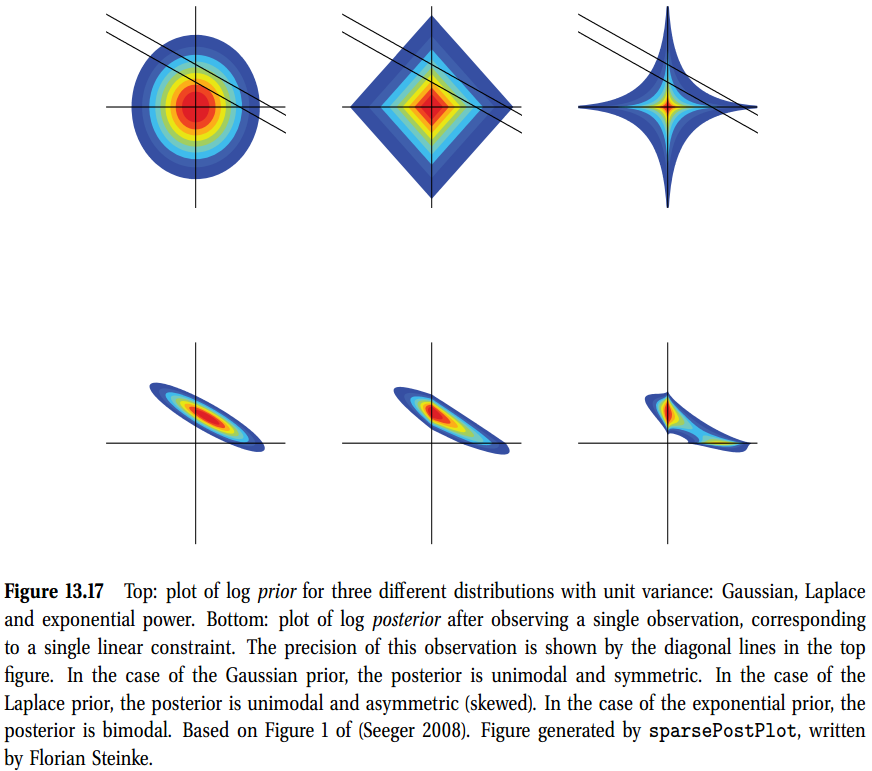 Figure 13.17 Top: plot of log prior for three different distributions with unit variance: Gaussian, Laplace
and exponential power. Bottom: plot of log posterior after observing a single observation, corresponding
to a single linear constraint. The precision of this observation is shown by the diagonal lines in the top
figure. In the case of the Gaussian prior, the posterior is unimodal and symmetric. In the case of the
Laplace prior, the posterior is unimodal and asymmetric (skewed). In the case of the exponential prior, the
posterior is bimodal. Based on Figure 1 of (Seeger 2008). Figure generated by sparsePostPlot, written
by Florian Steinke.